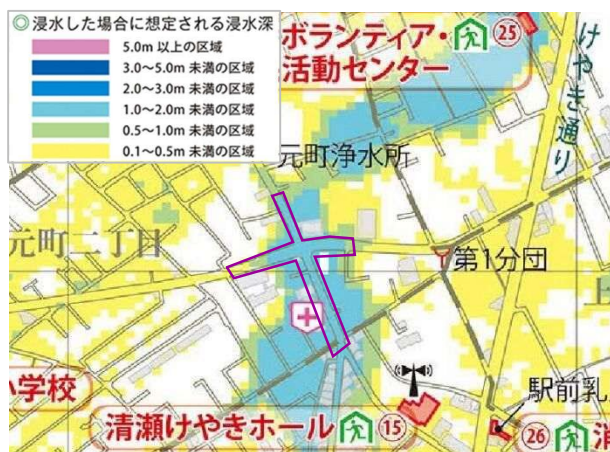 ◎浸水した場合に想定される浸水深
5.0m 以上の区域
3.0~5.0m 未満の区域
2.0~3.0m 未満の区域
1.0~2.0m 未満の区域
0.5~1.0m 未満の区域
0.1~0.5m 未満の区域
ボランティア・ ㉕
活動センター
けやき通り
元町浄水所
元町二丁目
第1分団
上
小学校
駅前乳
清瀬けやきホール ⑮
㉖ 消